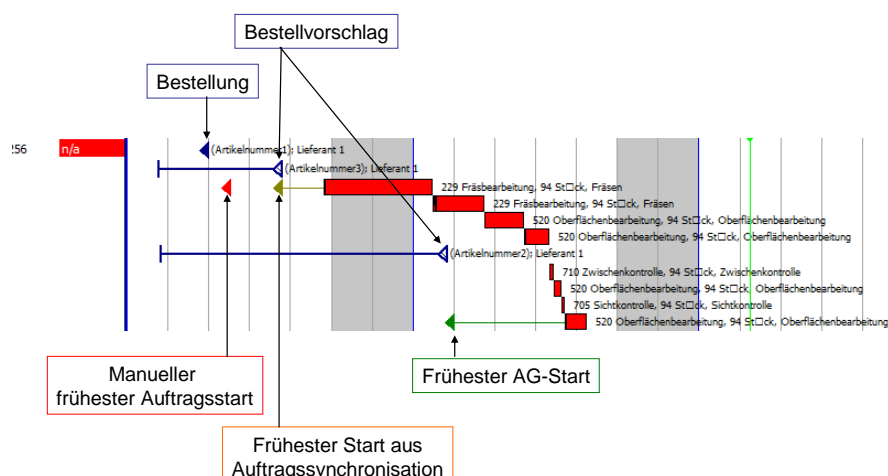 Bestellvorschlag
Bestellung
256
n/a
(Artikelnummer1); Lieferant 1
(Artikelnummer3); Lieferant 1
229 Fräsbearbeitung, 94 St□ck, Fräsen
229 Fräsbearbeitung, 94 St□ck, Fräsen
520 Oberflächenbearbeitung, 94 St□ck, Oberflächenbearbeitung
520 Oberflächenbearbeitung, 94 St□ck, Oberflächenbearbeitung
(Artikelnummer2); Lieferant 1
710 Zwischenkontrolle, 94 St□ck, Zwischenkontrolle
520 Oberflächenbearbeitung, 94 St□ck, Oberflächenbearbeitung
705 Sichtkontrolle, 94 St□ck, Sichtkontrolle
520 Oberflächenbearbeitung, 94 St□ck, Oberflächenbearbeitung
Manueller
frühester Auftragsstart
Frühester AG-Start
Frühester Start aus
Auftragssynchronisation